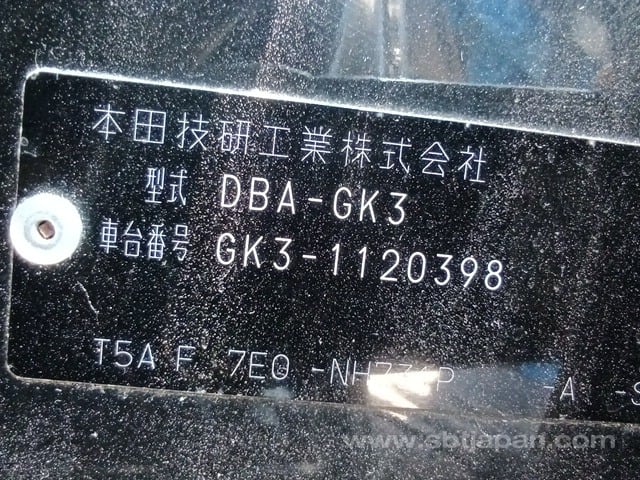 本田技研工業株式会社
型式 DBA-GK3
車台番号 GK3-1120398
T5A F 7E0 -A -S
www.sbtjapan.com